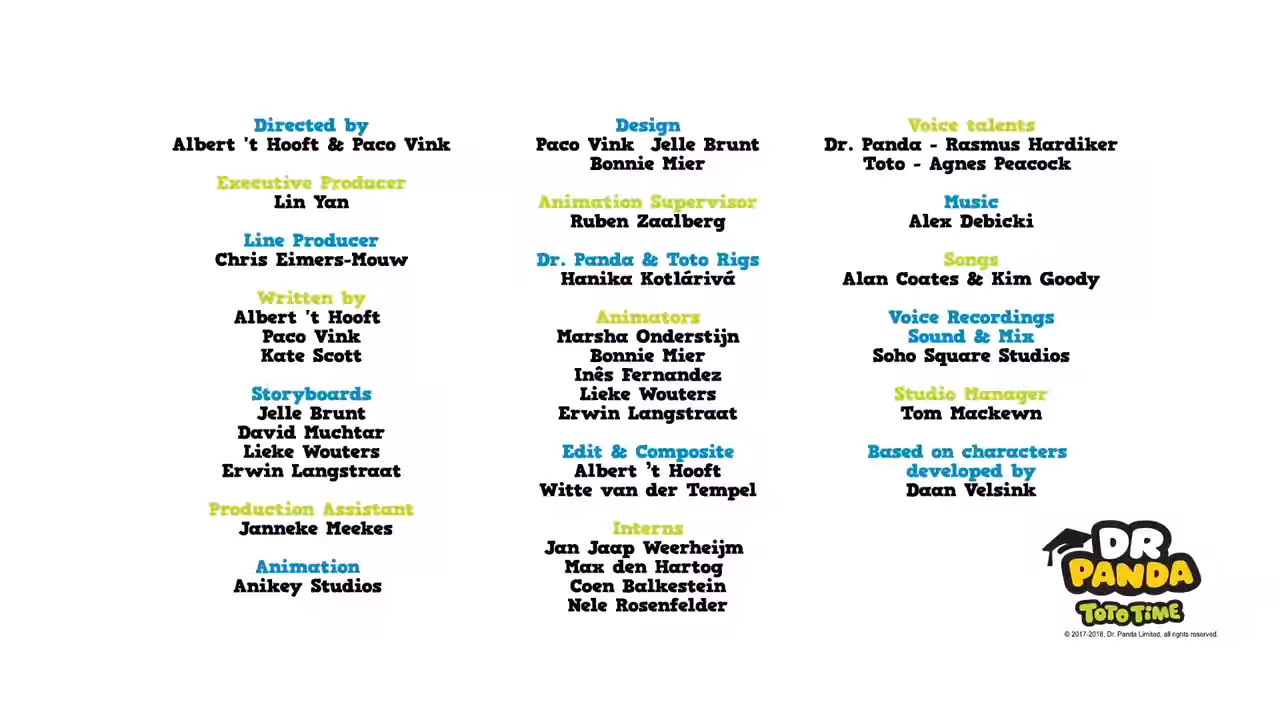 Directed by
Albert 't Hooft & Paco Vink
Executive Producer
Lin Yan
Line Producer
Chris Eimers-Mouw
Written by
Albert 't Hooft
Paco Vink
Kate Scott
Storyboards
Jelle Brunt
David Muchtar
Lieke Wouters
Erwin Langstraat
Production Assistant
Janneke Meekes
Animation
Anikey Studios
Design
Paco Vink Jelle Brunt
Bonnie Mier
Animation Supervisor
Ruben Zaalberg
Dr. Panda & Toto Rigs
Hanika Kotlárivá
Animators
Marsha Onderstijn
Bonnie Mier
Inês Fernandez
Lieke Wouters
Erwin Langstraat
Edit & Composite
Albert 't Hooft
Witte van der Tempel
Interns
Jan Jaap Weerheijm
Max den Hartog
Coen Balkestein
Nele Rosenfelder
Voice talents
Dr. Panda - Rasmus Hardiker
Toto - Agnes Peacock
Music
Alex Debicki
Songs
Alan Coates & Kim Goody
Voice Recordings
Sound & Mix
Soho Square Studios
Studio Manager
Tom Mackewn
Based on characters
developed by
Daan Velsink
DR
PANDA
TOTO TIME
© 2017-2018, Dr. Panda Limited, all rights reserved.